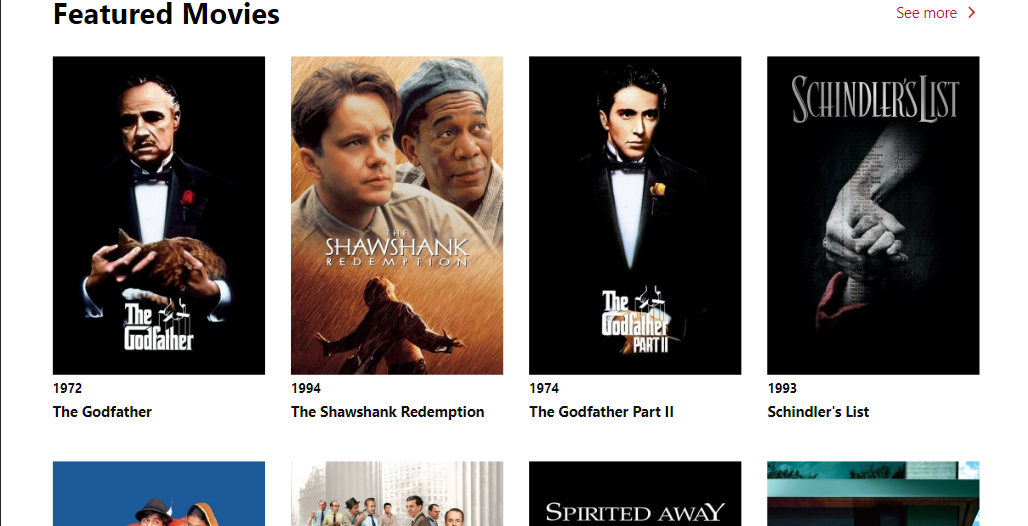 Featured Movies
See more
The Godfather
THE
SHAWSHANK
REDEMPTION
The Godfather
PART II
SCHINDLER'S LIST
1972
1994
1974
1993
The Godfather
The Shawshank Redemption
The Godfather Part II
Schindler's List
SPIRITED AWAY